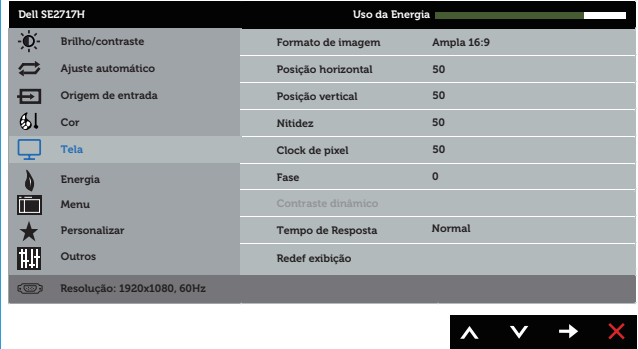 Dell SE2717H Uso da Energia
Brilho/contraste Formato de imagem Ampla 16:9
Ajuste automático Posição horizontal 50
Origem de entrada Posição vertical 50
Cor Nitidez 50
Tela Clock de pixel 50
Energia Fase 0
Menu Contraste dinâmico
Personalizar Tempo de Resposta Normal
Outros Redef exibição
Resolução: 1920x1080, 60Hz